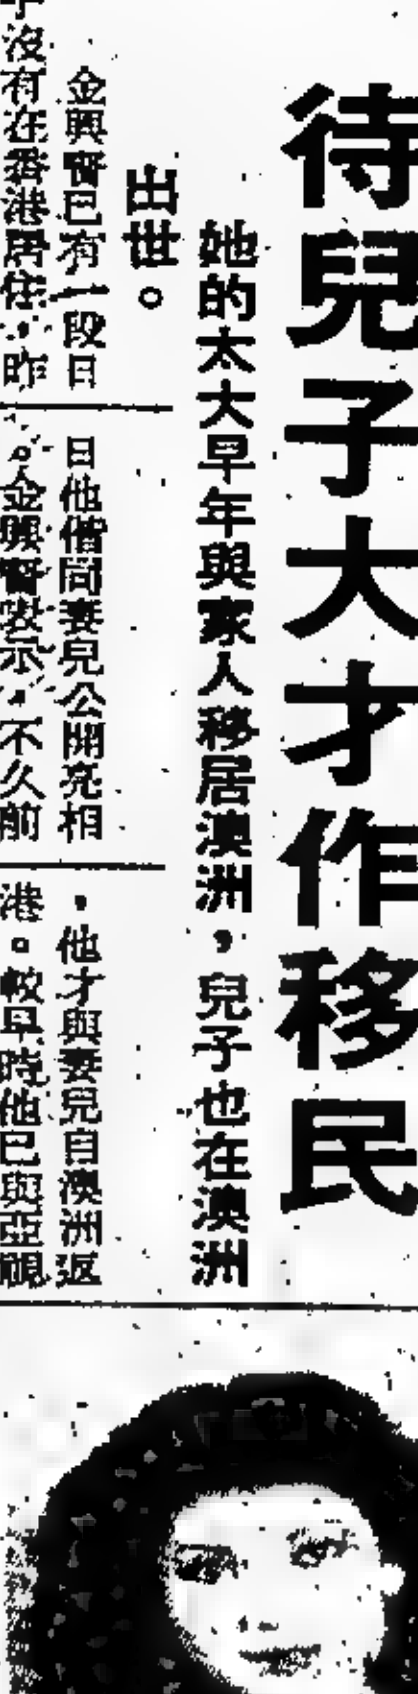 待兒子大才作移民
她的太大早年與家人移居澳洲,兒子也在澳洲
出世。
金興賢已有一段日
子沒有在香港居住,昨
日他偕同妻兒公開亮相
。金興賢表示,不久前
,他才與妻兒自澳洲返
港。較早時他已與亞視